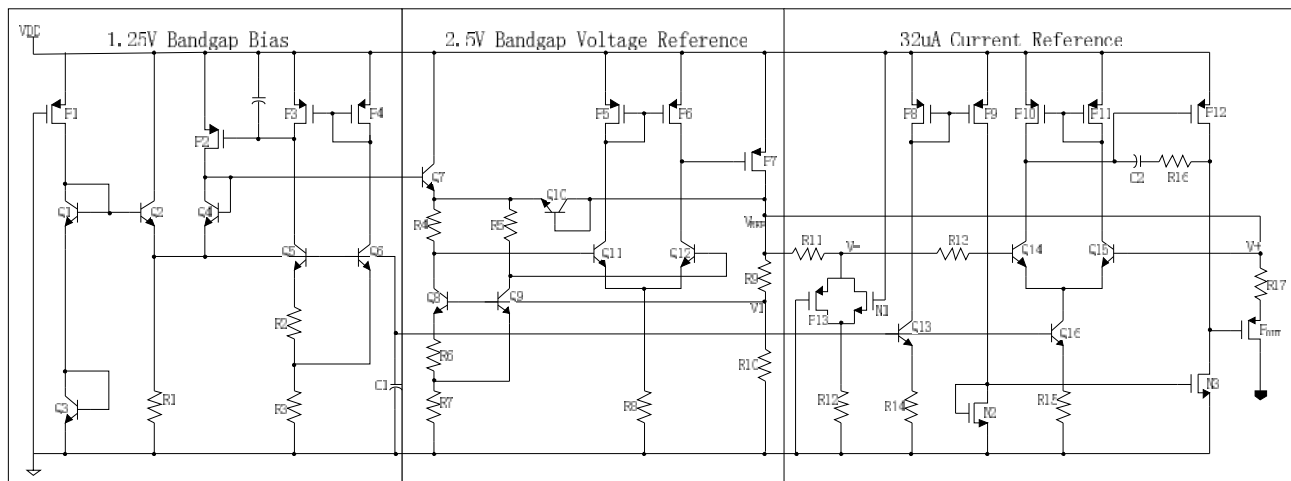 VDC
1.25V Bandgap Bias
2.5V Bandgap Voltage Reference
32uA Current Reference
P1
P2
P3
P4
P5
P6
P7
P8
P9
P10
P11
P12
Q1
Q2
Q4
Q7
Q10
C2
R16
R4
R5
VREF
Q5
Q6
Q11
Q12
R11
V-
R13
Q14
Q15
V+
R9
R17
Q8
Q9
V1
P13
N1
Q13
Q16
POUT
R2
R6
C1
R10
Q3
R1
R3
R7
R8
R12
R14
N2
R15
N3